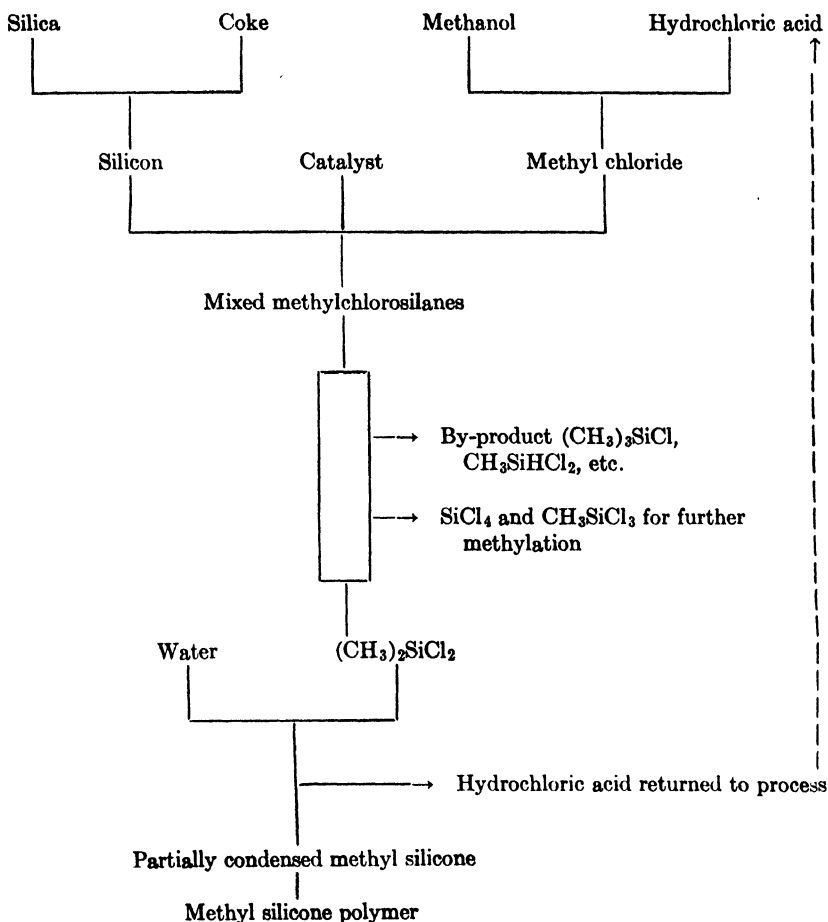 Silica Coke Methanol Hydrochloric acid
Silicon Catalyst Methyl chloride
Mixed methylchlorosilanes
By-product (CH₃)₃SiCl,
CH₃SiHCl₂, etc.
SiCl₄ and CH₃SiCl₃ for further
methylation
Water (CH₃)₂SiCl₂
Hydrochloric acid returned to process
Partially condensed methyl silicone
Methyl silicone polymer